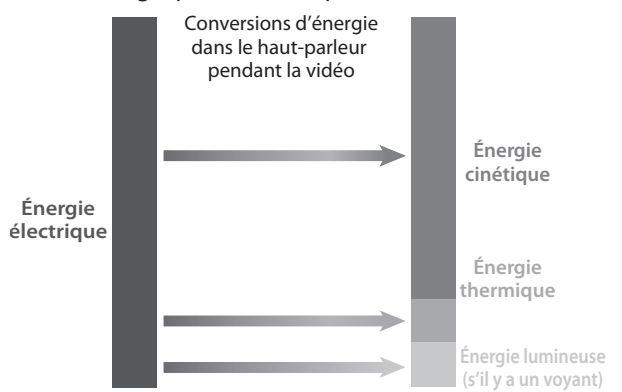 Conversions d’énergie
dans le haut-parleur
pendant la vidéo
Énergie
électrique
Énergie
cinétique
Énergie
thermique
Énergie lumineuse
(s’il y a un voyant)